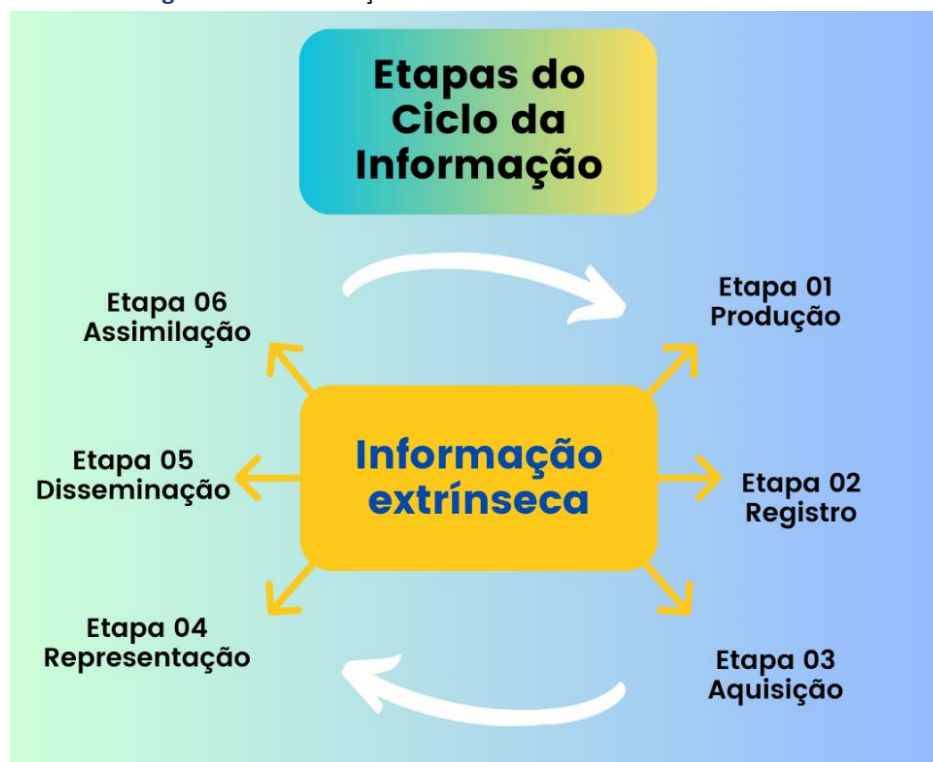 Etapas do
Ciclo da
Informação
Etapa 01
Produção
Etapa 02
Registro
Etapa 03
Aquisição
Etapa 04
Representação
Etapa 05
Disseminação
Etapa 06
Assimilação
Informação
extrínseca